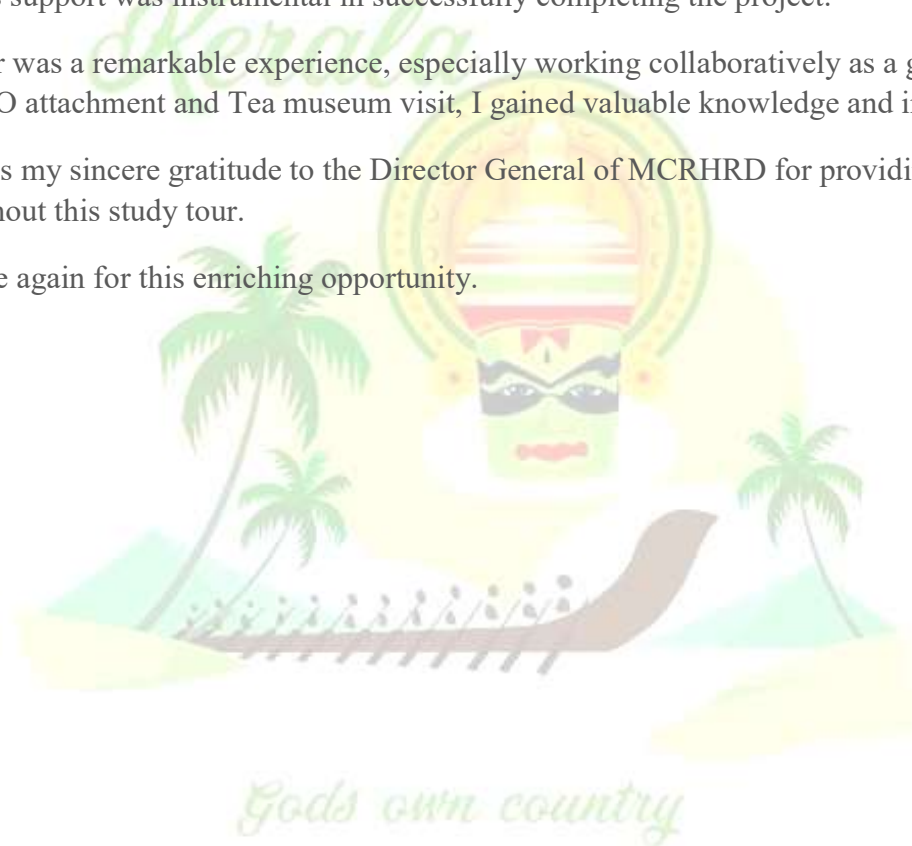 support was instrumental in successfully completing the project.
Kerala
was a remarkable experience, especially working collaboratively as a
O attachment and Tea museum visit, I gained valuable knowledge and
s my sincere gratitude to the Director General of MCRHRD for providi
hout this study tour.
e again for this enriching opportunity.
Gods own country